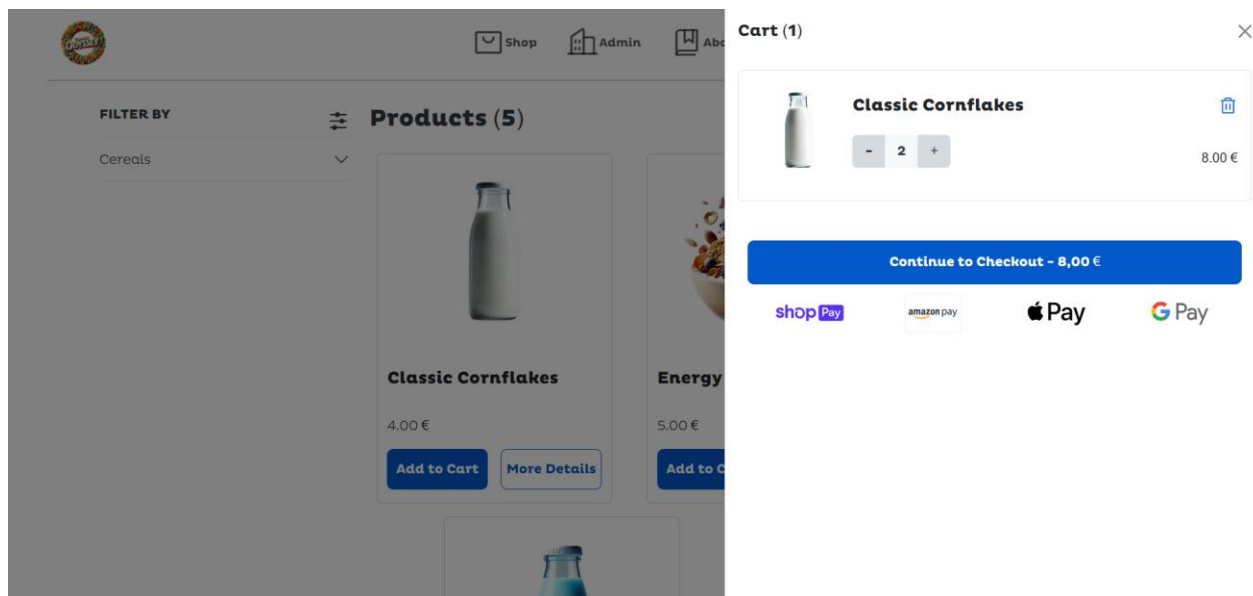 ODYSSEY
Shop
Admin
Abo
FILTER BY
Cereals
Products (5)
Classic Cornflakes
4.00 €
Add to Cart
More Details
Energy
5.00 €
Add to C
Cart (1)
Classic Cornflakes
- 2 +
8.00 €
Continue to Checkout - 8,00 €
shop Pay
amazon pay
Pay
G Pay